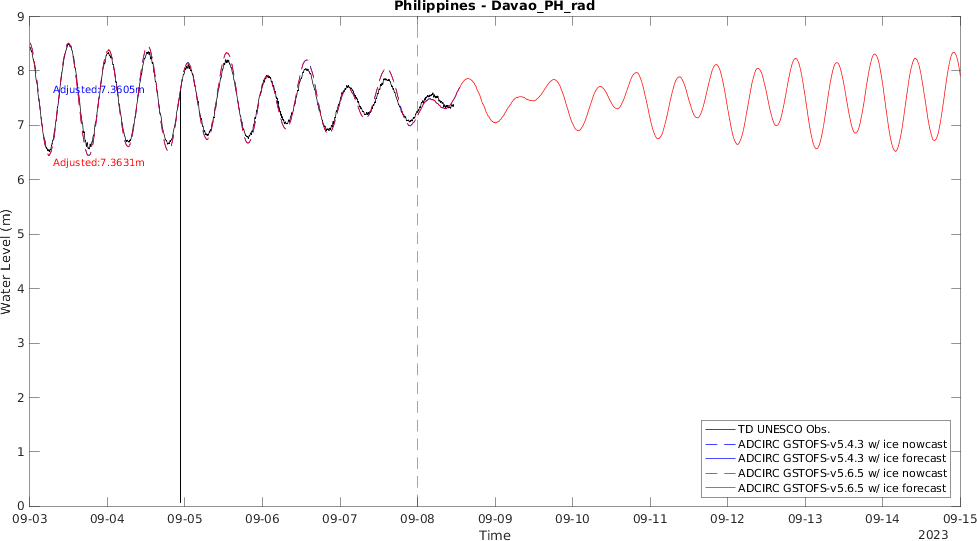 Philippines - Davao_PH_rad
9
8
7
6
5
4
3
2
1
0
Water Level (m)
Adjusted:7.3605m
Adjusted:7.3631m
TD UNESCO Obs.
ADCIRC GSTOFS-v5.4.3 w/ ice nowcast
ADCIRC GSTOFS-v5.4.3 w/ ice forecast
ADCIRC GSTOFS-v5.6.5 w/ ice nowcast
ADCIRC GSTOFS-v5.6.5 w/ ice forecast
09-03 09-04 09-05 09-06 09-07 09-08 09-09 09-10 09-11 09-12 09-13 09-14 09-15
Time
2023